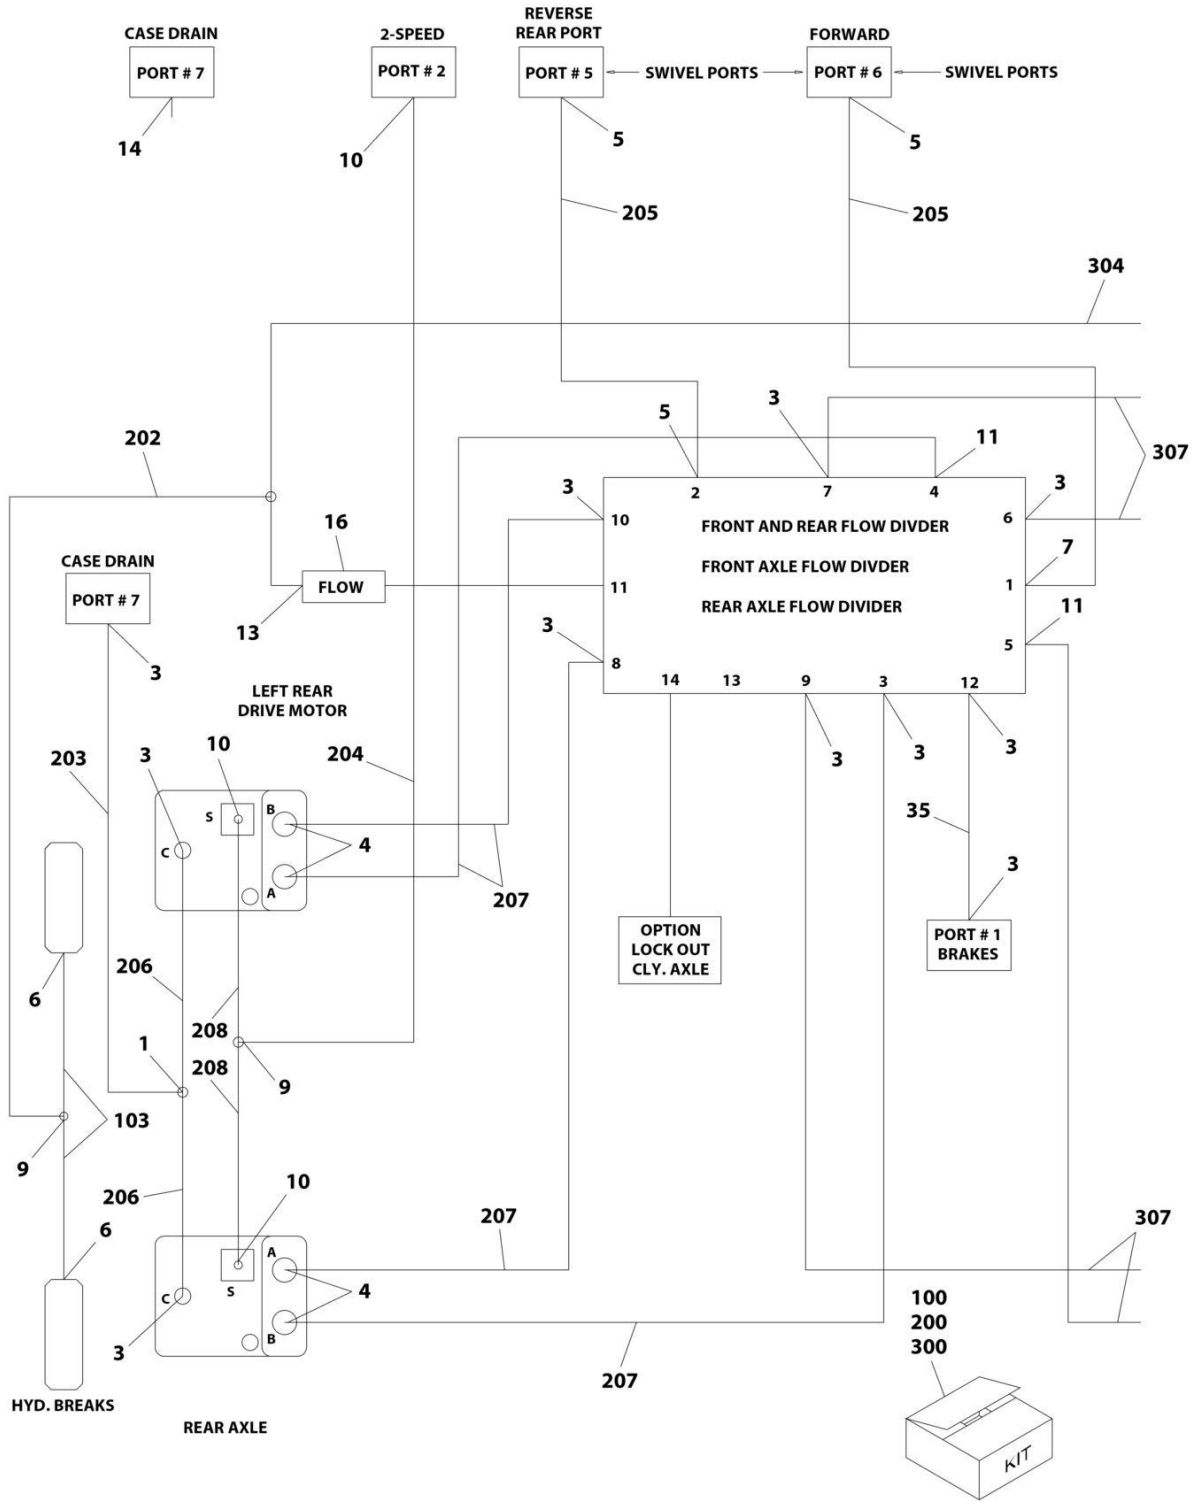 CASE DRAIN
PORT # 7
14
2-SPEED
PORT # 2
10
REVERSE
REAR PORT
PORT # 5
5
SWIVEL PORTS
FORWARD
PORT # 6
5
SWIVEL PORTS
205
205
304
202
5
3
11
307
3
2
7
4
3
10
6
FRONT AND REAR FLOW DIVDER
16
7
FLOW
11
FRONT AXLE FLOW DIVDER
1
CASE DRAIN
PORT # 7
13
REAR AXLE FLOW DIVIDER
11
3
3
8
5
14
13
9
3
12
LEFT REAR
DRIVE MOTOR
3
3
3
203
3
10
204
S
B
C
A
4
207
35
3
OPTION
LOCK OUT
CLY. AXLE
PORT # 1
BRAKES
6
206
208
1
208
9
103
9
206
10
6
207
307
A
S
C
B
4
3
207
HYD. BREAKS
REAR AXLE
100
200
300
KIT